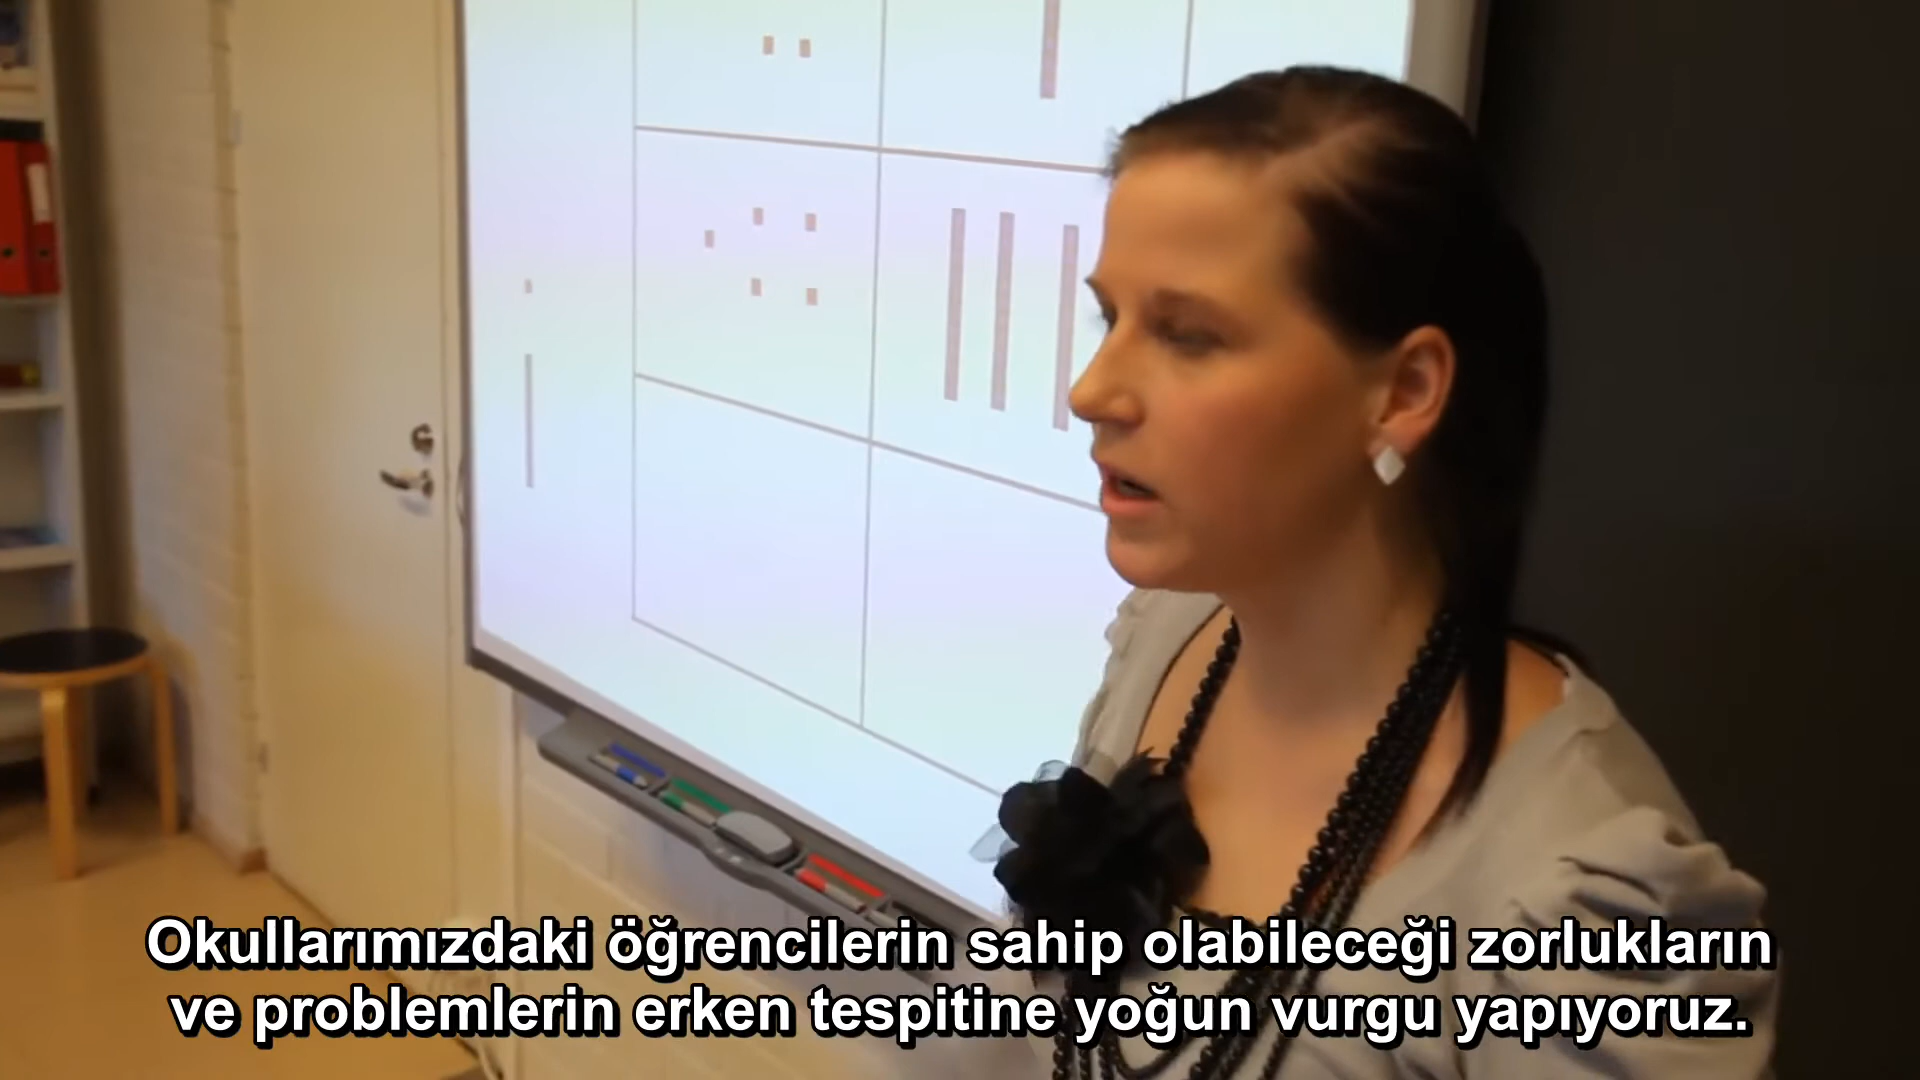 Okullarımızdaki öğrencilerin sahip olabileceği zorlukların
ve problemlerin erken tespitine yoğun vurgu yapıyoruz.